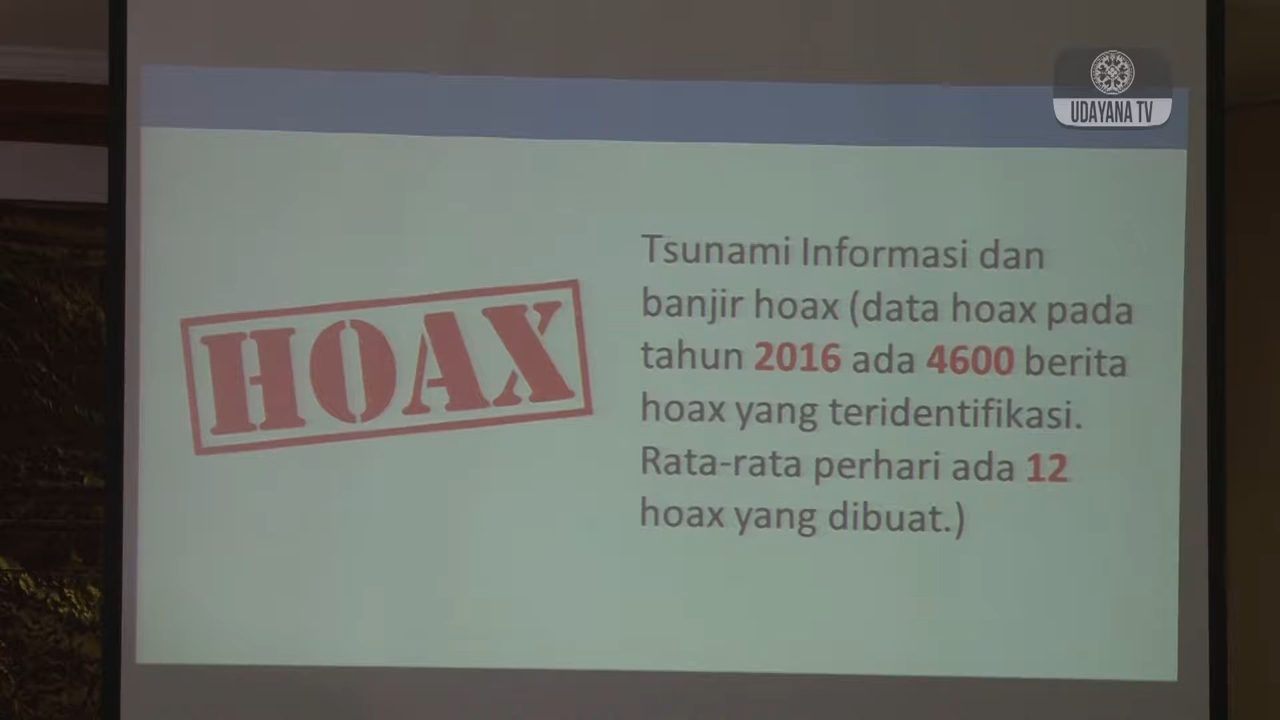 UDAYANA TV
HOAX
Tsunami Informasi dan
banjir hoax (data hoax pada
tahun 2016 ada 4600 berita
hoax yang teridentifikasi.
Rata-rata perhari ada 12
hoax yang dibuat.)